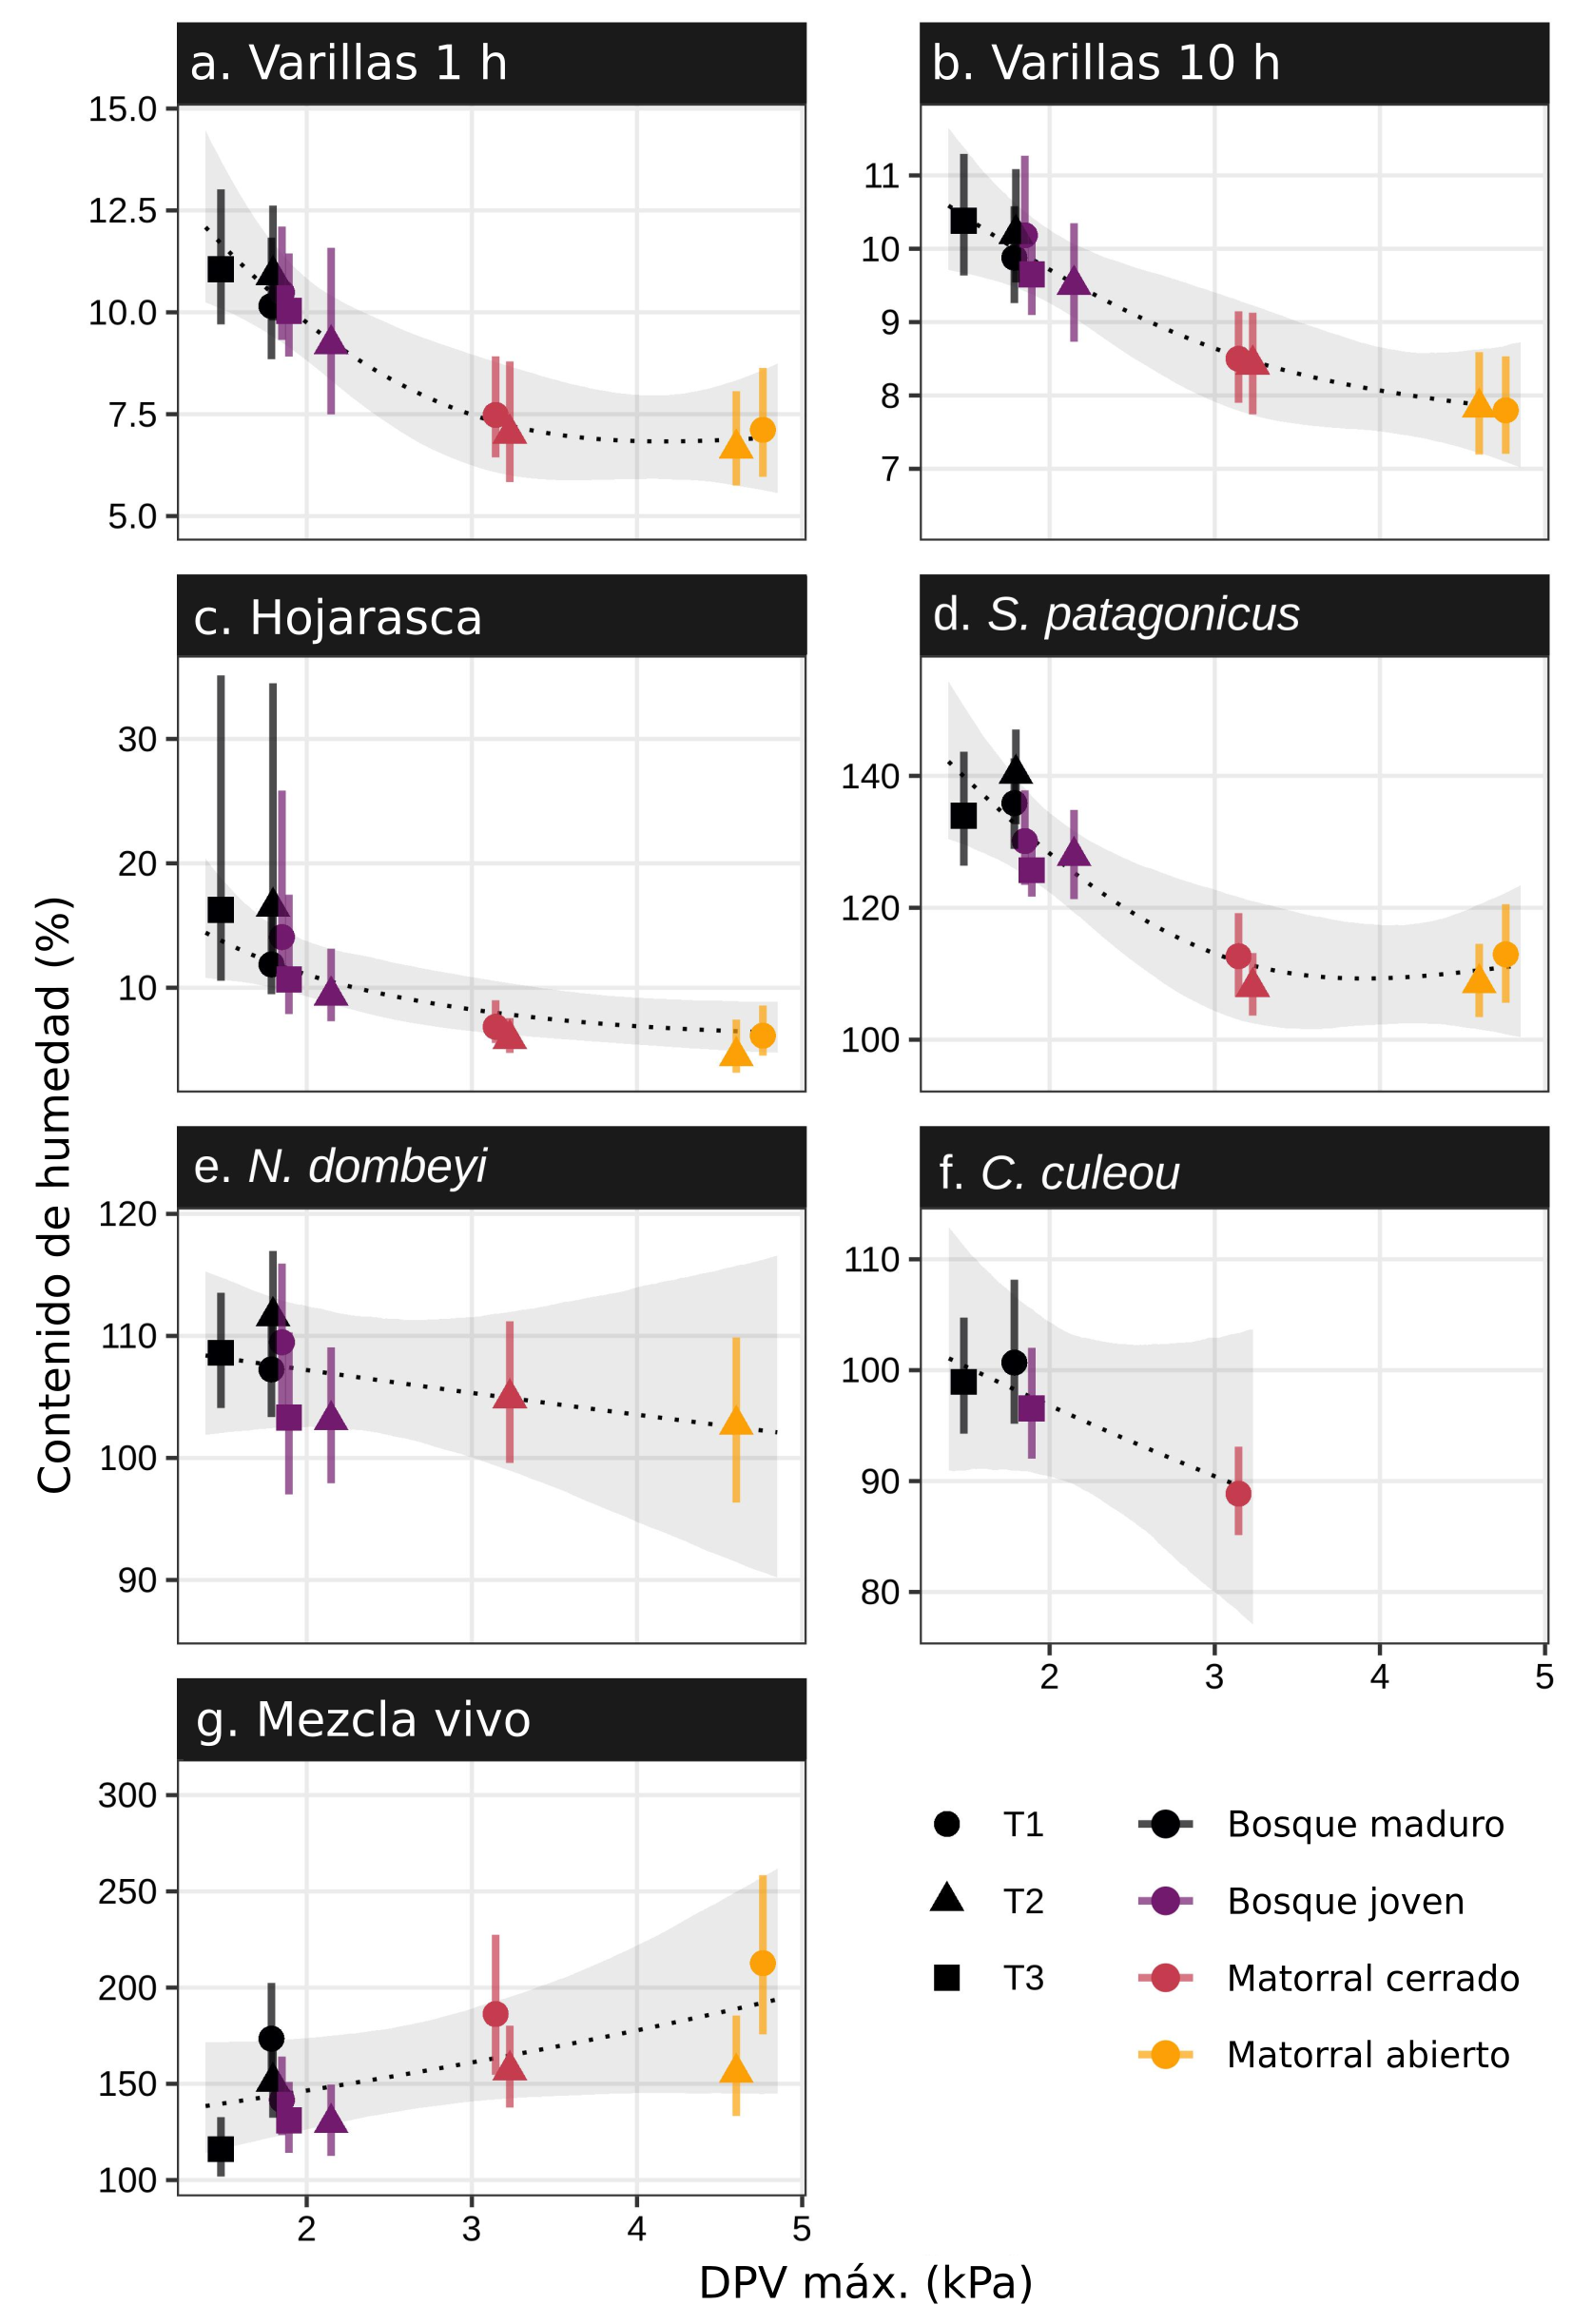 a. Varillas 1 h
b. Varillas 10 h
15.0
12.5
10.0
7.5
5.0
11
10
9
8
7
c. Hojarasca
d. S. patagonicus
30
20
10
140
120
100
Contenido de humedad (%)
e. N. dombeyi
f. C. culeou
120
110
100
90
110
100
90
80
2 3 4 5
g. Mezcla vivo
300
250
200
150
100
2 3 4 5
T1
T2
T3
Bosque maduro
Bosque joven
Matorral cerrado
Matorral abierto
DPV máx. (kPa)